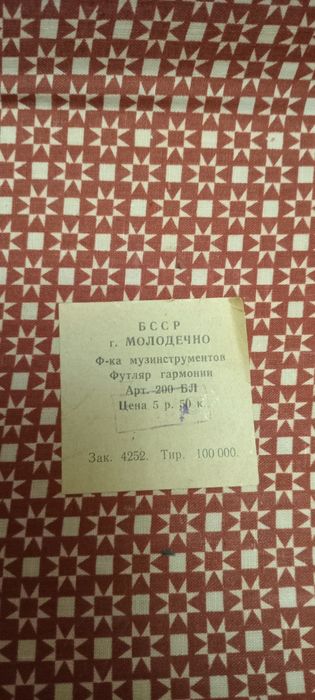 БССР
г. МОЛОДЕЧНО
Ф-ка музинструментов
Футляр гармонии
Арт. 200 БЛ
Цена 5 р. 50 к.
Зак. 4252. Тир. 100 000.